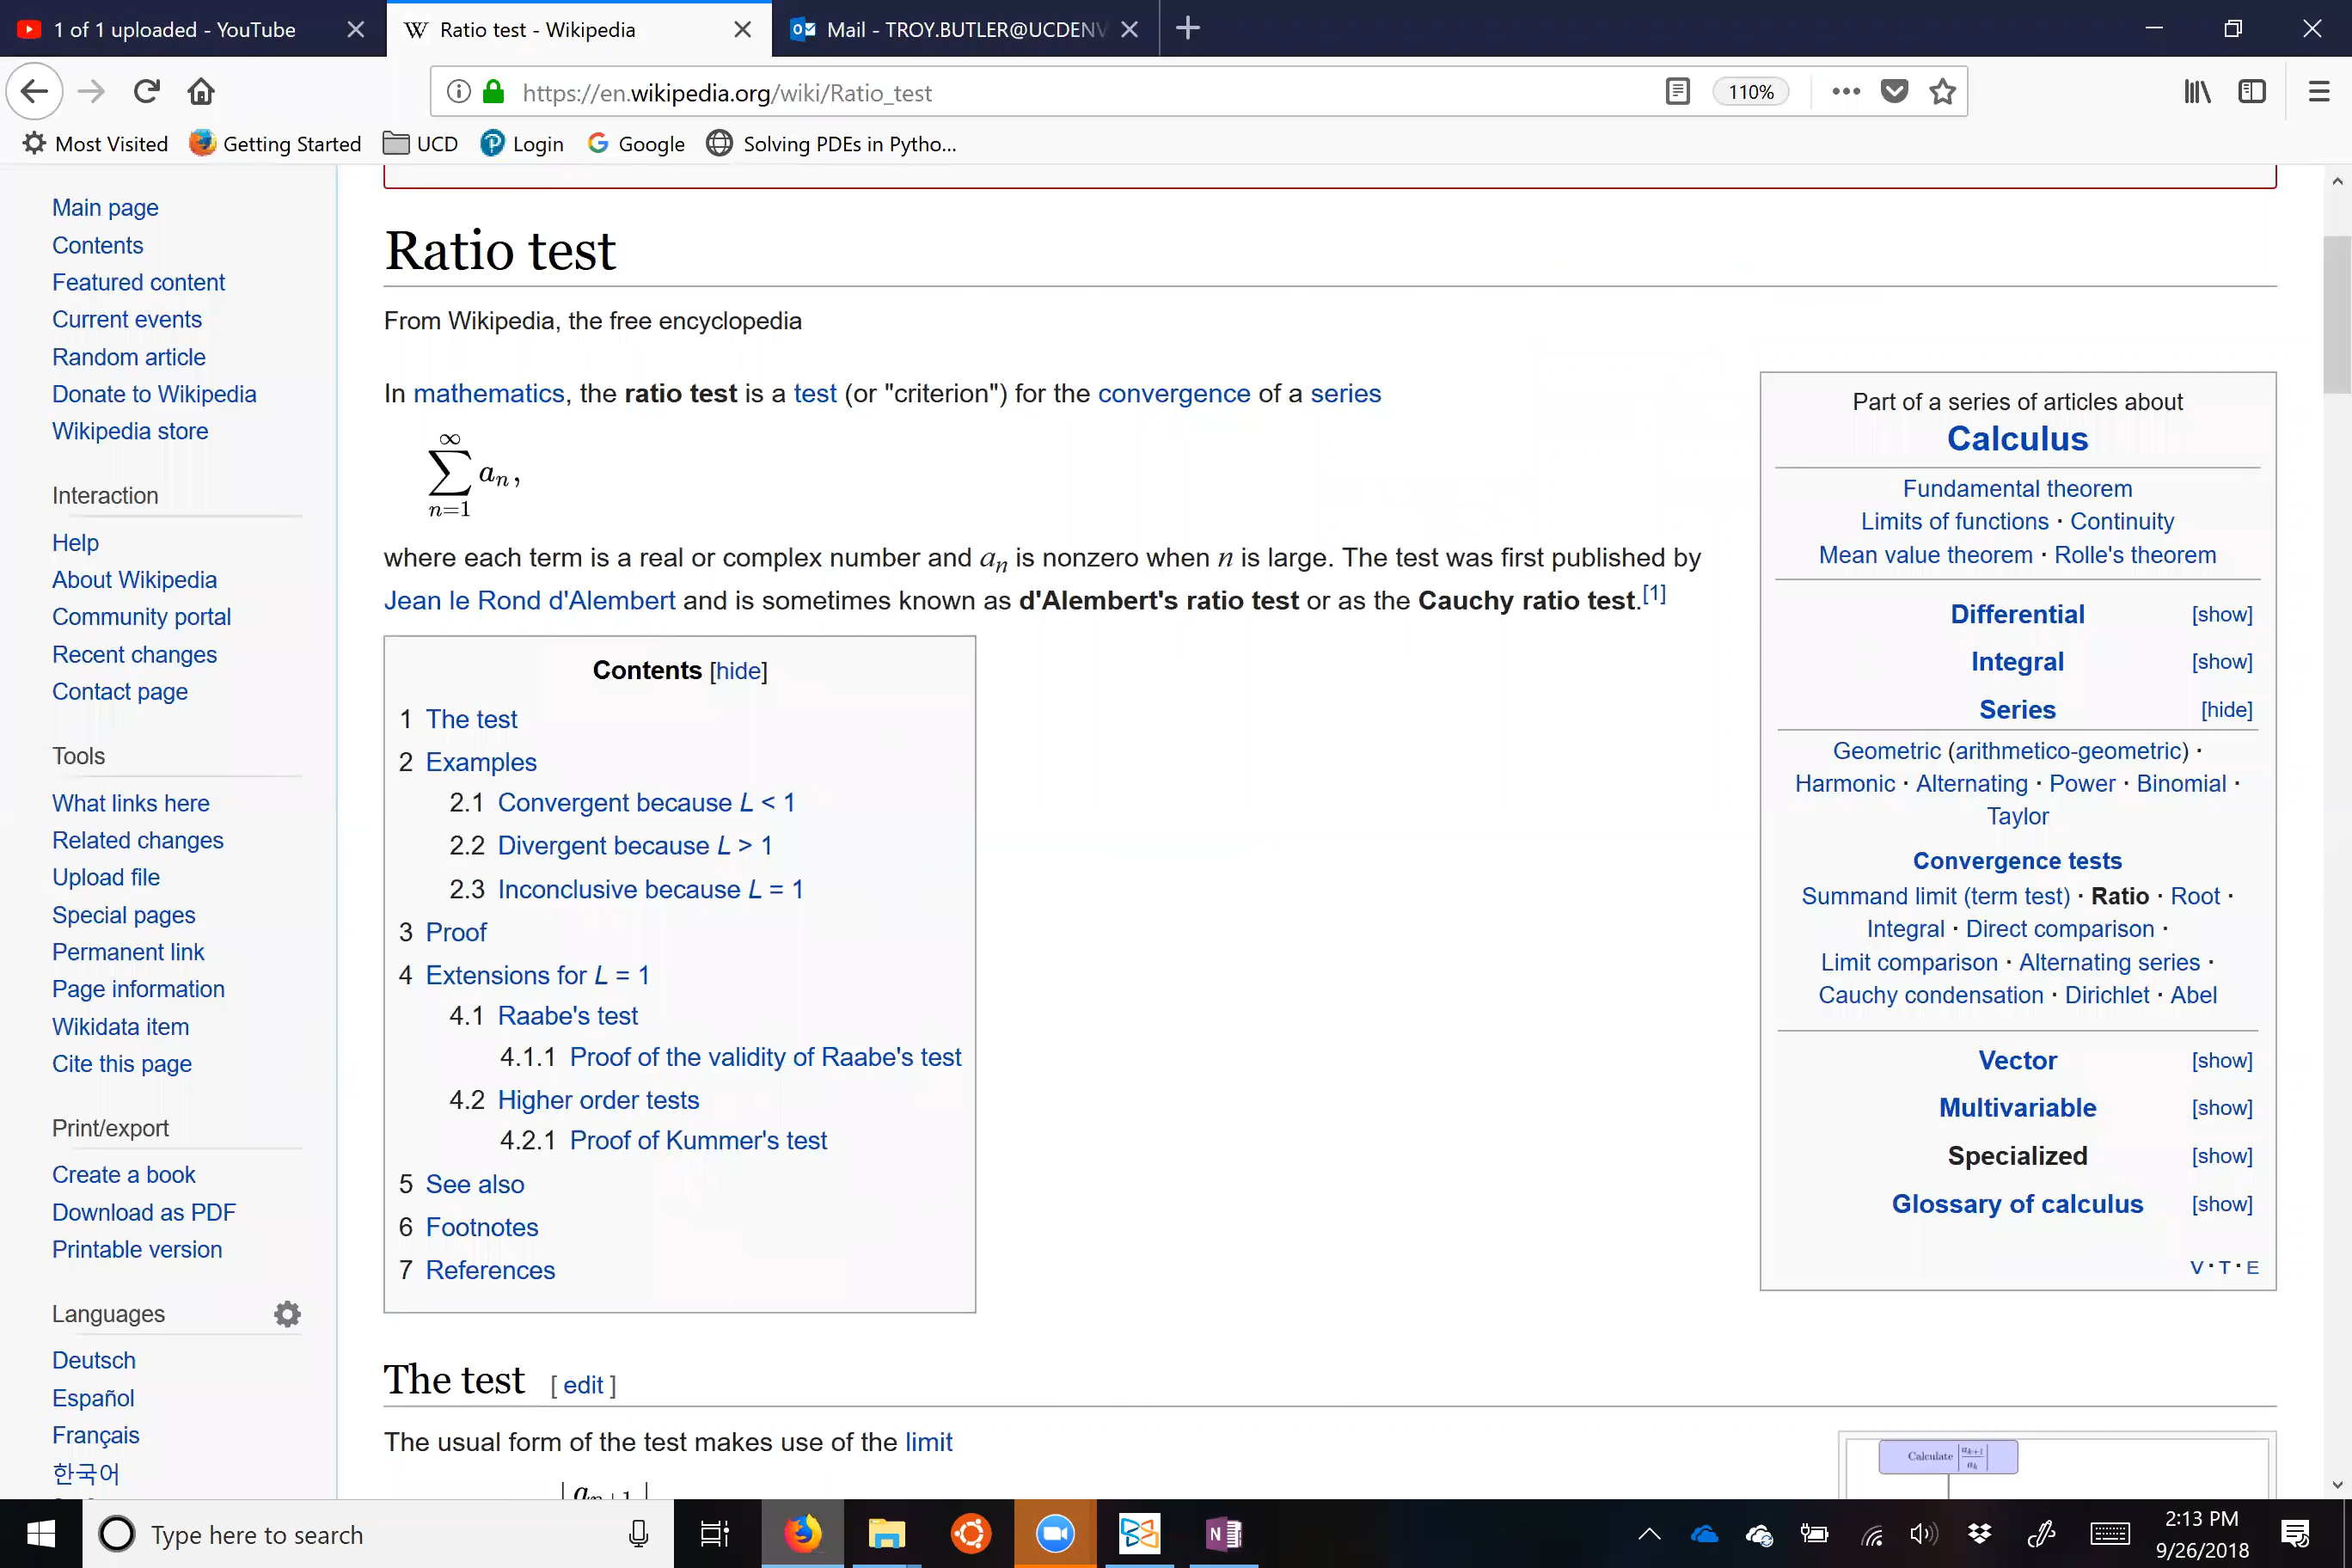 1 of 1 uploaded - YouTube
Ratio test - Wikipedia
Mail - TROY.BUTLER@UCDENV
https://en.wikipedia.org/wiki/Ratio_test
110%
Most Visited
Getting Started
UCD
Login
Google
Solving PDEs in Pytho...
Main page
Contents
Featured content
Current events
Random article
Donate to Wikipedia
Wikipedia store
Interaction
Help
About Wikipedia
Community portal
Recent changes
Contact page
Tools
What links here
Related changes
Upload file
Special pages
Permanent link
Page information
Wikidata item
Cite this page
Print/export
Create a book
Download as PDF
Printable version
Languages
Deutsch
Español
Français
한국어
Ratio test
From Wikipedia, the free encyclopedia
In mathematics, the ratio test is a test (or "criterion") for the convergence of a series
∞
∑ aₙ,
n=1
where each term is a real or complex number and aₙ is nonzero when n is large. The test was first published by
Jean le Rond d'Alembert and is sometimes known as d'Alembert's ratio test or as the Cauchy ratio test.[1]
Contents [hide]
1 The test
2 Examples
2.1 Convergent because L < 1
2.2 Divergent because L > 1
2.3 Inconclusive because L = 1
3 Proof
4 Extensions for L = 1
4.1 Raabe's test
4.1.1 Proof of the validity of Raabe's test
4.2 Higher order tests
4.2.1 Proof of Kummer's test
5 See also
6 Footnotes
7 References
The test [ edit ]
The usual form of the test makes use of the limit
|aₙ₊₁|
Part of a series of articles about
Calculus
Fundamental theorem
Limits of functions · Continuity
Mean value theorem · Rolle's theorem
Differential [show]
Integral [show]
Series [hide]
Geometric (arithmetico-geometric) ·
Harmonic · Alternating · Power · Binomial ·
Taylor
Convergence tests
Summand limit (term test) · Ratio · Root ·
Integral · Direct comparison ·
Limit comparison · Alternating series ·
Cauchy condensation · Dirichlet · Abel
Vector [show]
Multivariable [show]
Specialized [show]
Glossary of calculus [show]
V · T · E
Calculate |aₖ₊₁/aₖ|
Type here to search
2:13 PM
9/26/2018